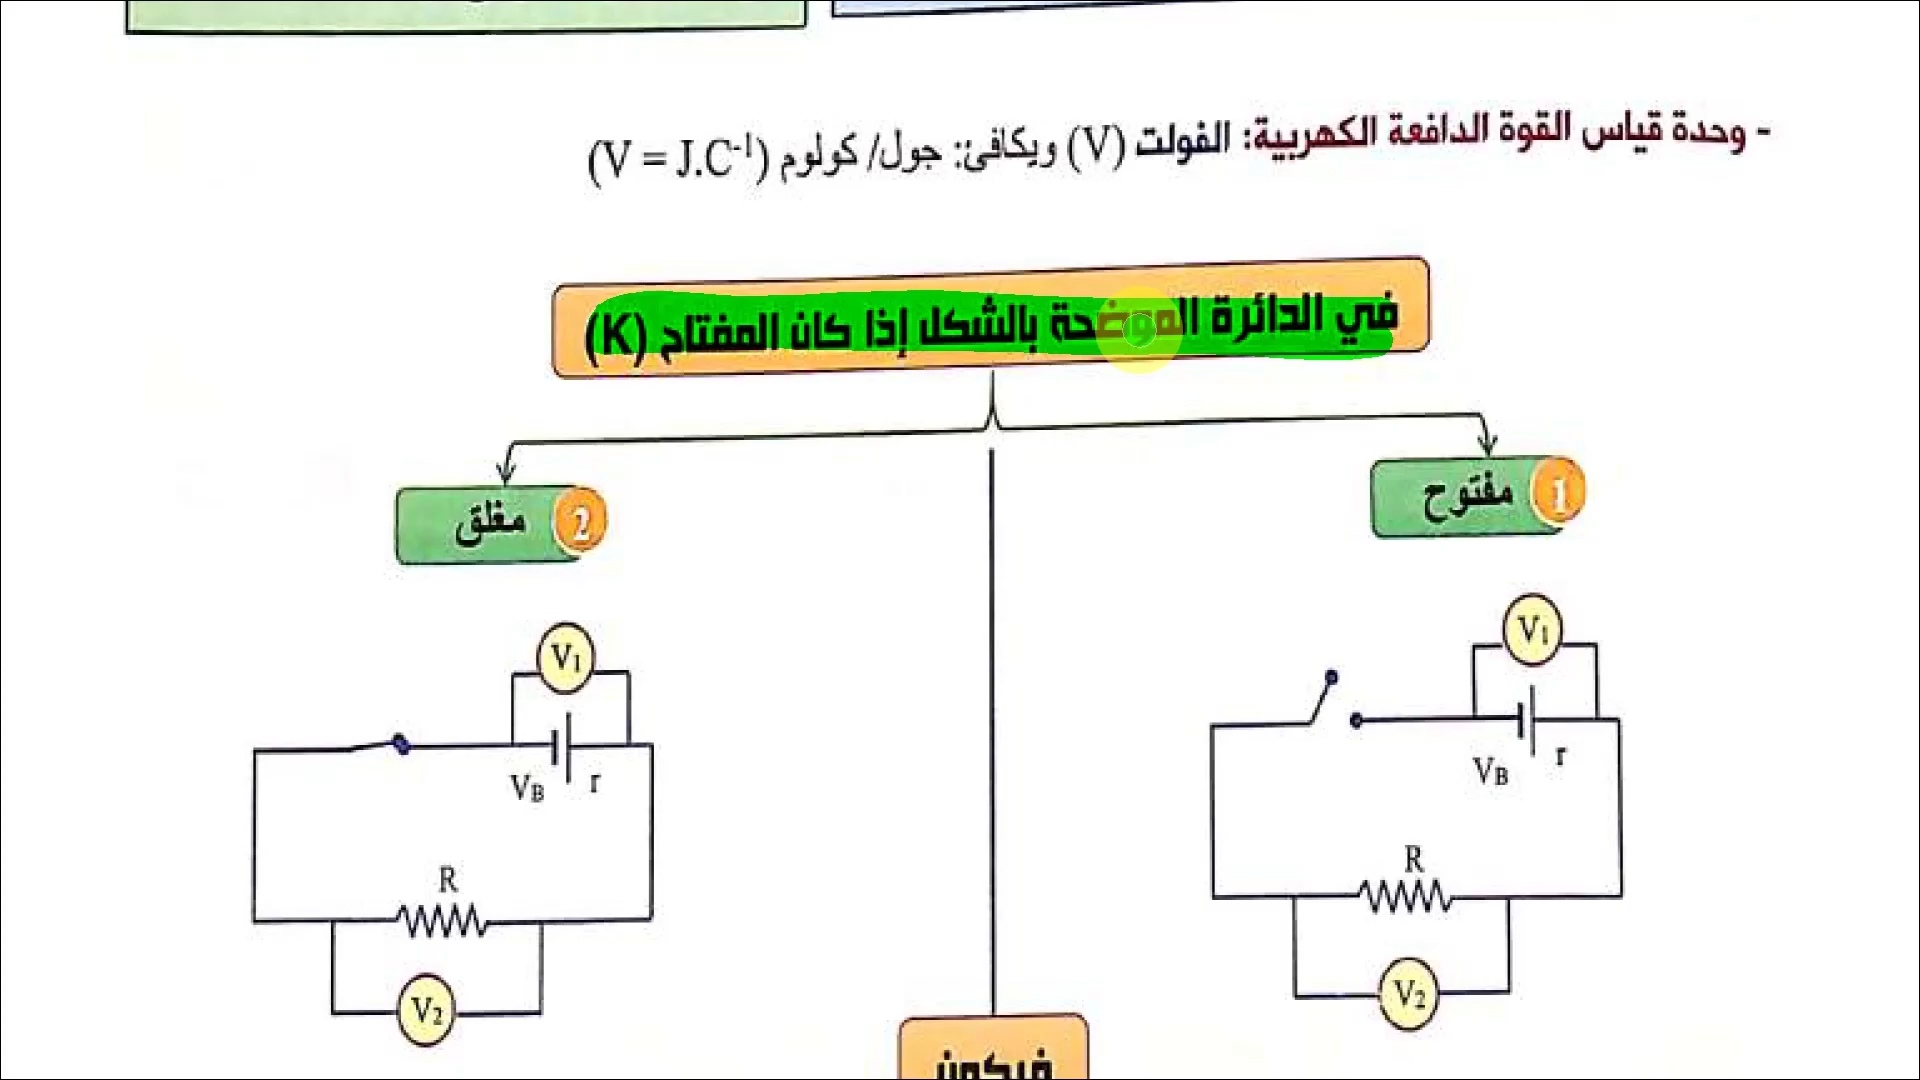 - وحدة قياس القوة الدافعة الكهربية: الفولت (V) ويكافئ: جول/ كولوم (V = J.C⁻¹)
في الدائرة الموضحة بالشكل إذا كان المفتاح (K)
1 مفتوح
2 مغلق
V₁
V_B r
R
V₂
V₁
V_B r
R
V₂
فيكون